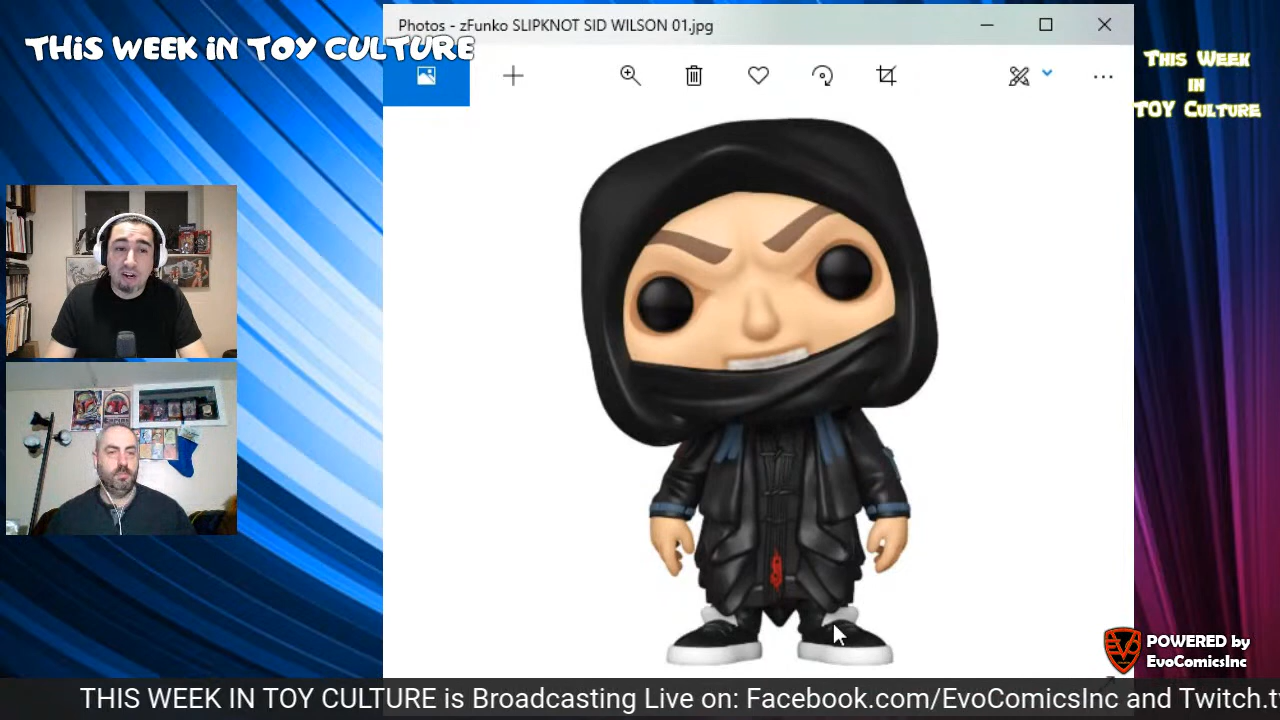 Photos - zFunko SLIPKNOT SID WILSON 01.jpg
THiS WEEK iN TOY CULTURE
THiS WEEK
iN
TOY CULTURE
POWERED by
EvoComicsInc
THIS WEEK IN TOY CULTURE is Broadcasting Live on: Facebook.com/EvoComicsInc and Twitch.t